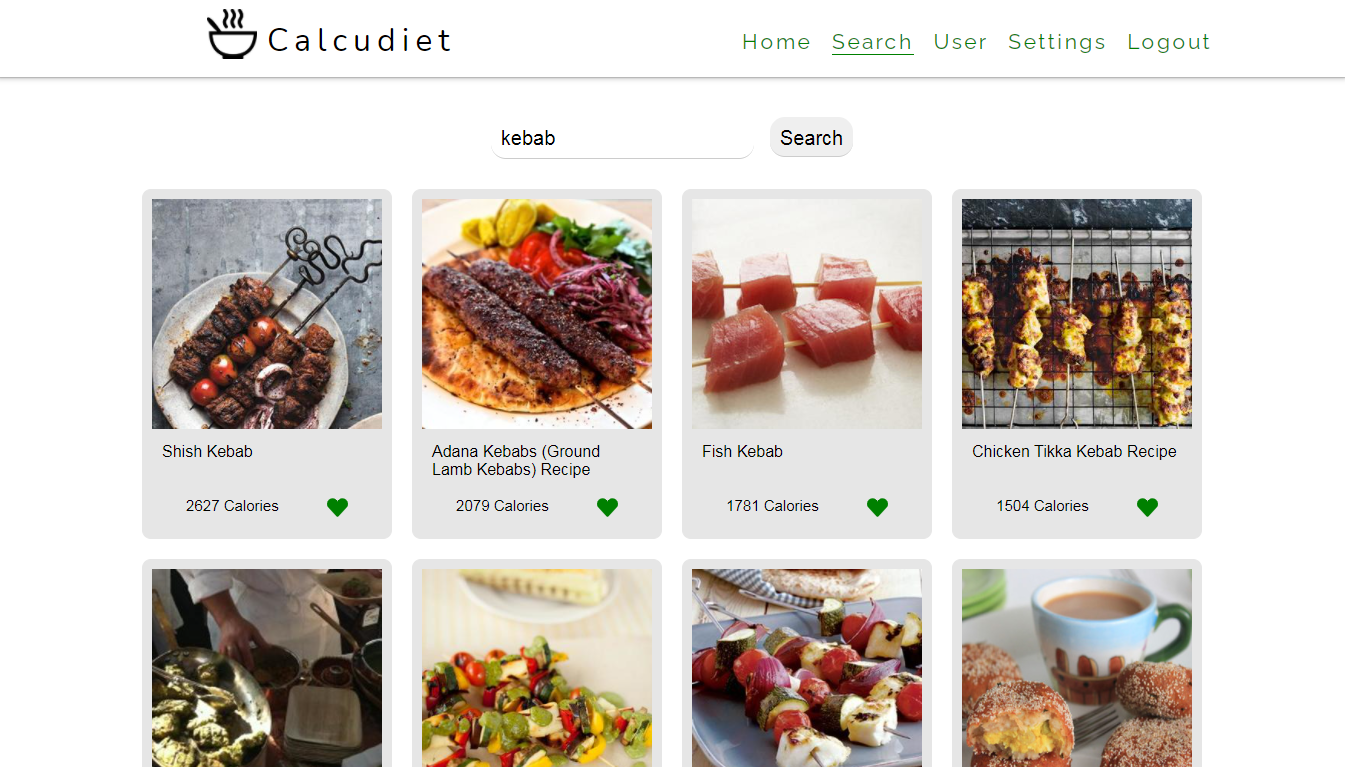 Calcudiet
Home Search User Settings Logout
kebab Search
Shish Kebab
2627 Calories
Adana Kebabs (Ground
Lamb Kebabs) Recipe
2079 Calories
Fish Kebab
1781 Calories
Chicken Tikka Kebab Recipe
1504 Calories